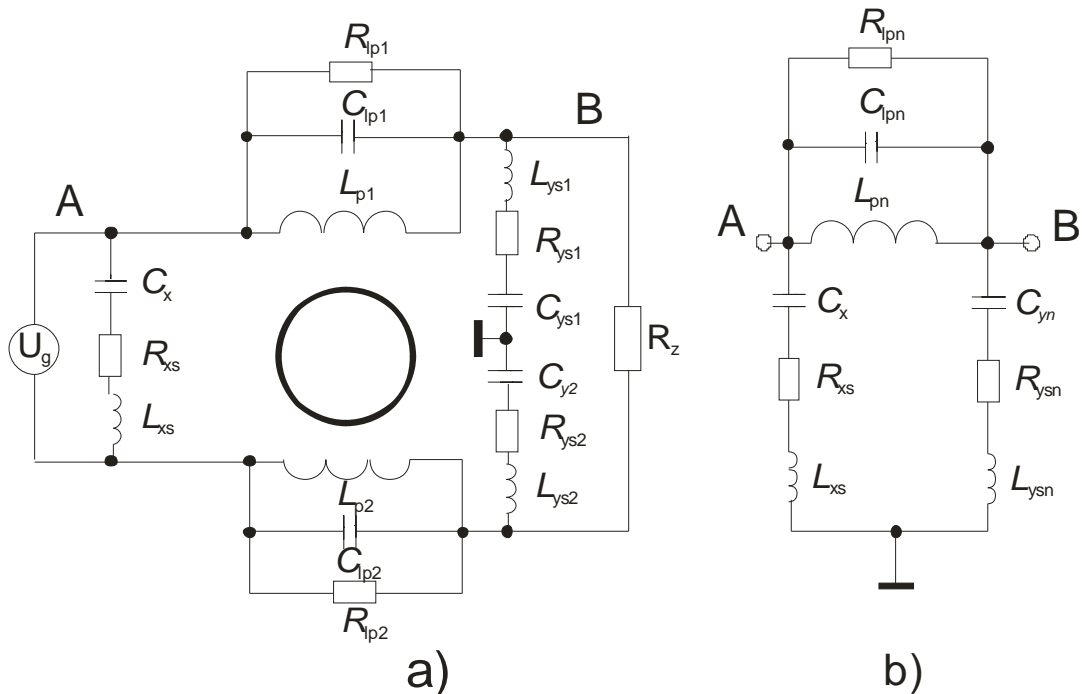 R_lp1
C_lp1
L_p1
A
B
L_ys1
R_ys1
C_x
C_ys1
U_g
R_xs
R_z
C_y2
L_xs
R_ys2
L_p2
L_ys2
C_lp2
R_lp2
a)
R_lpn
C_lpn
L_pn
A
B
C_x
C_yn
R_xs
R_ysn
L_xs
L_ysn
b)